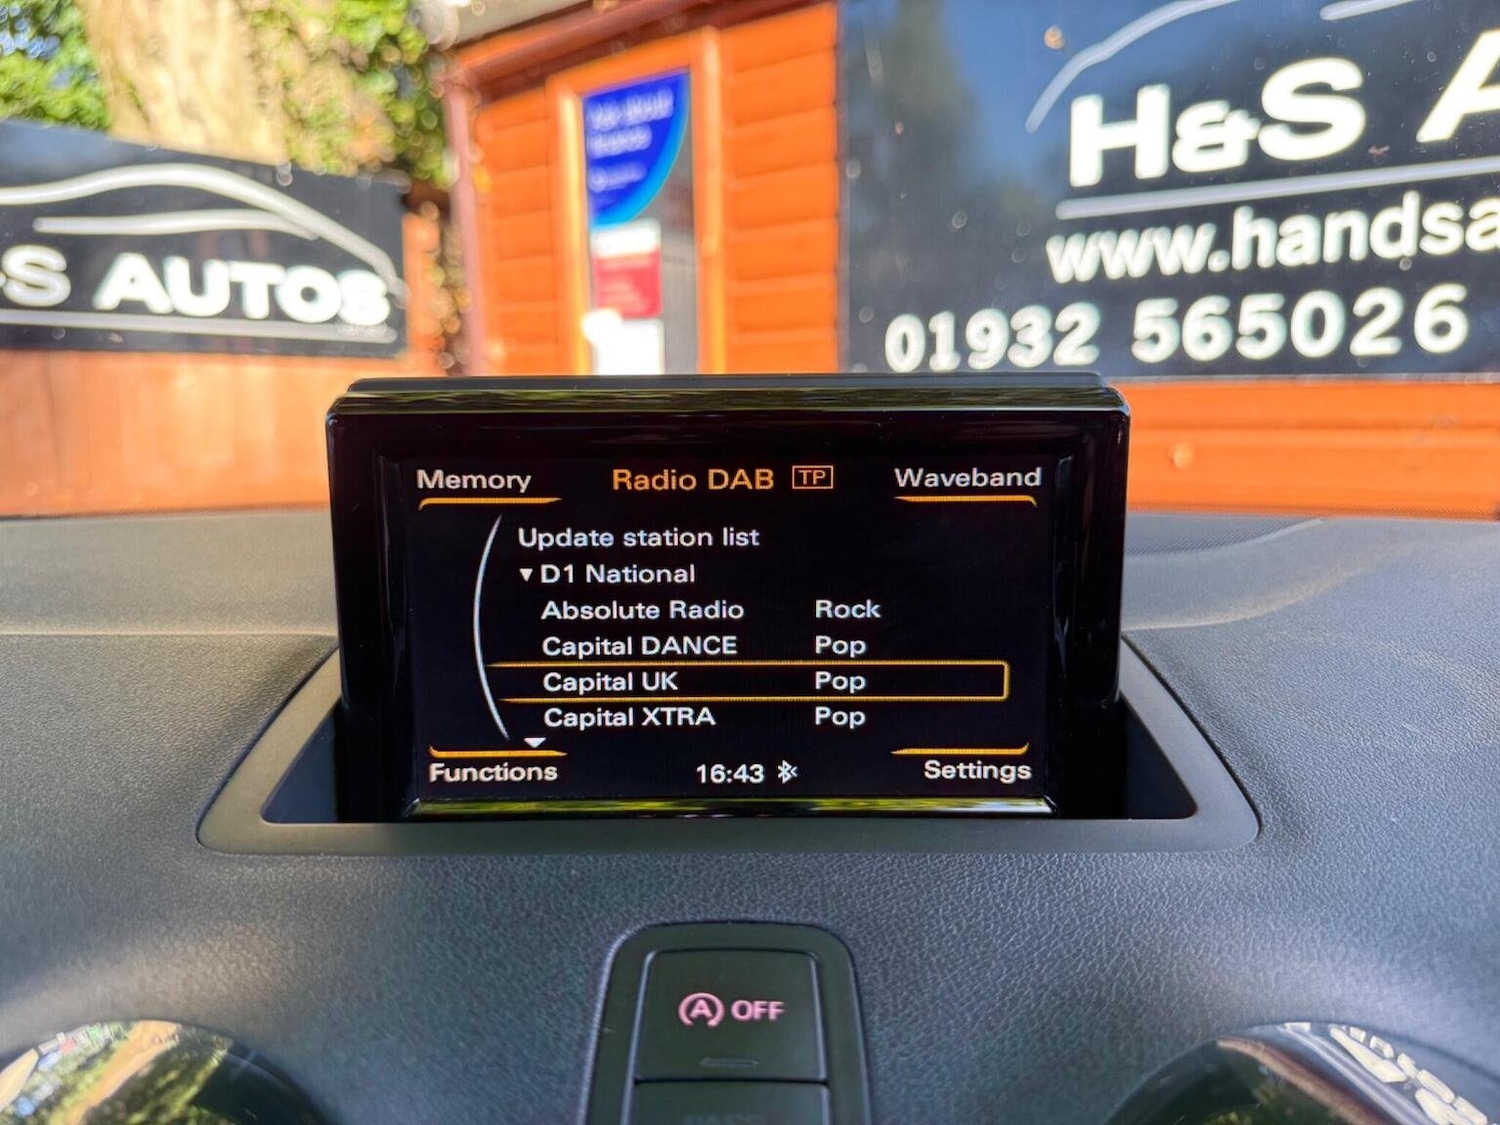 H&S A
www.handsa
01932 565026
&S AUTOS
Memory
Radio DAB
TP
Waveband
Update station list
▼ D1 National
Absolute Radio Rock
Capital DANCE Pop
Capital UK Pop
Capital XTRA Pop
Functions
16:43
Settings
A OFF